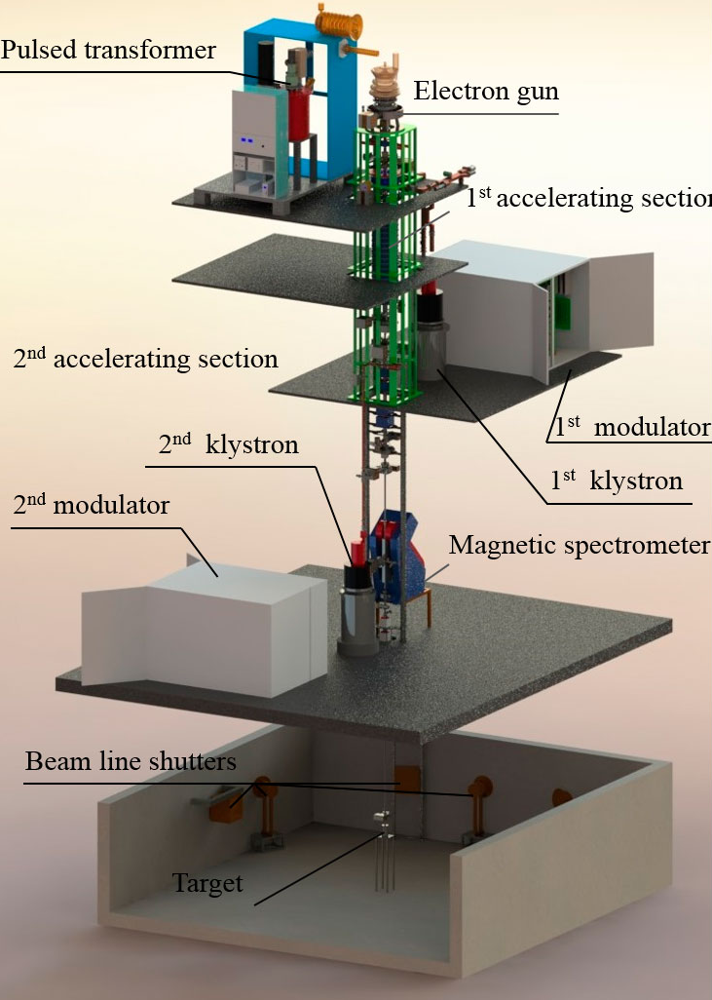 Pulsed transformer
Electron gun
1st accelerating section
2nd accelerating section
1st modulator
2nd klystron
1st klystron
2nd modulator
Magnetic spectrometer
Beam line shutters
Target